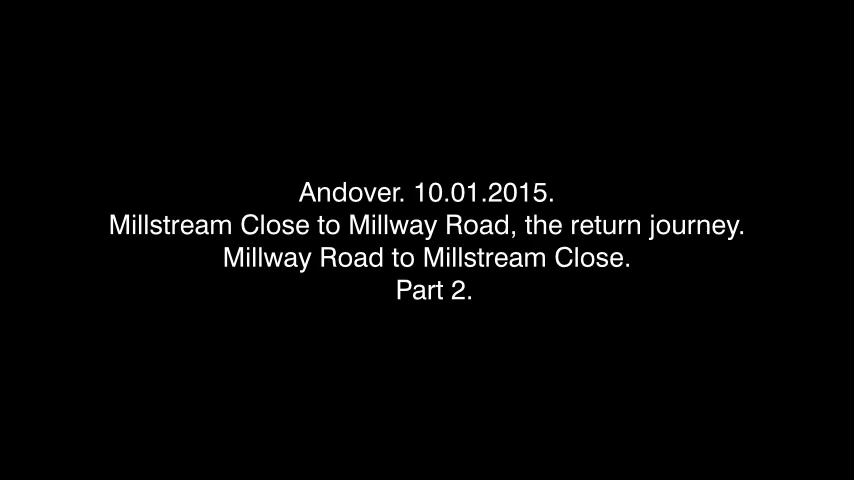 Andover. 10.01.2015.
Millstream Close to Millway Road, the return journey.
Millway Road to Millstream Close.
Part 2.